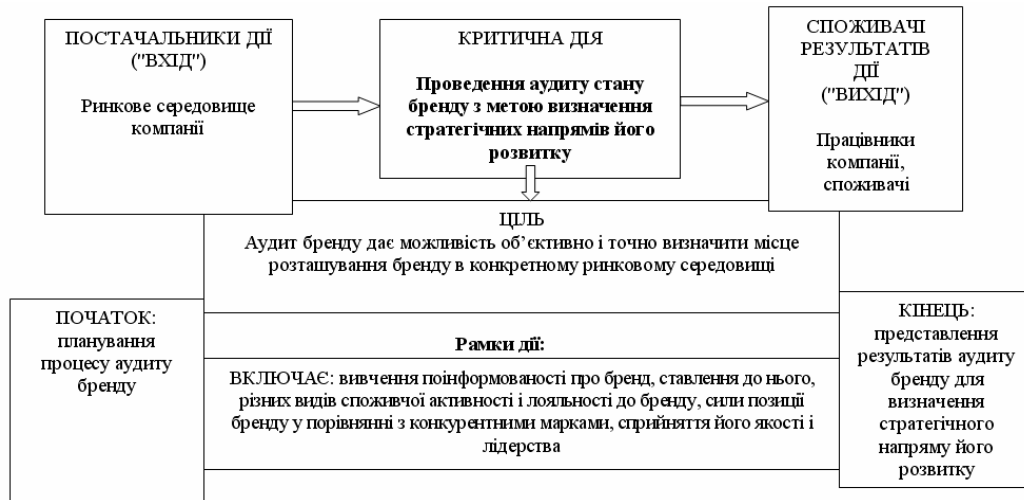 ПОСТАЧАЛЬНИКИ ДІЇ
("ВХІД")
Ринкове середовище
компанії
КРИТИЧНА ДІЯ
Проведення аудиту стану
бренду з метою визначення
стратегічних напрямів його
розвитку
СПОЖИВАЧІ
РЕЗУЛЬТАТІВ
ДІЇ
("ВИХІД")
Працівники
компанії,
споживачі
ЦІЛЬ
Аудит бренду дає можливість об’єктивно і точно визначити місце
розташування бренду в конкретному ринковому середовищі
ПОЧАТОК:
планування
процесу аудиту
бренду
Рамки дії:
ВКЛЮЧАЄ: вивчення поінформованості про бренд, ставлення до нього,
різних видів споживчої активності і лояльності до бренду, сили позиції
бренду у порівнянні з конкурентними марками, сприйняття його якості і
лідерства
КІНЕЦЬ:
представлення
результатів аудиту
бренду для
визначення
стратегічного
напряму його
розвитку